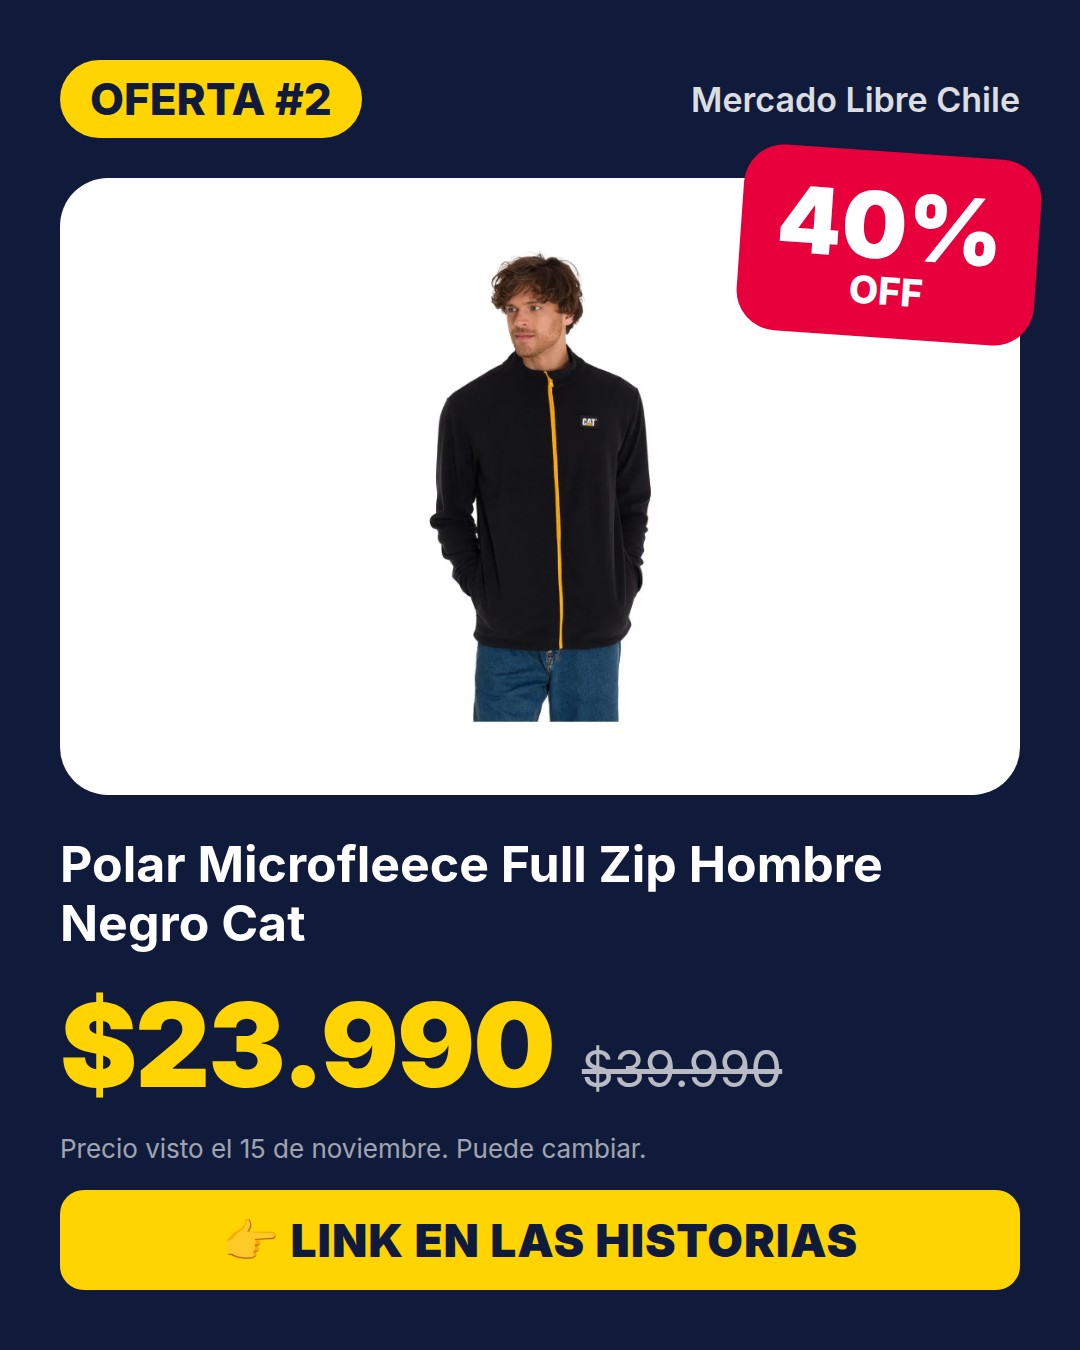 OFERTA #2
Mercado Libre Chile
40%
OFF
CAT
Polar Microfleece Full Zip Hombre
Negro Cat
$23.990 $39.990
Precio visto el 15 de noviembre. Puede cambiar.
👉 LINK EN LAS HISTORIAS